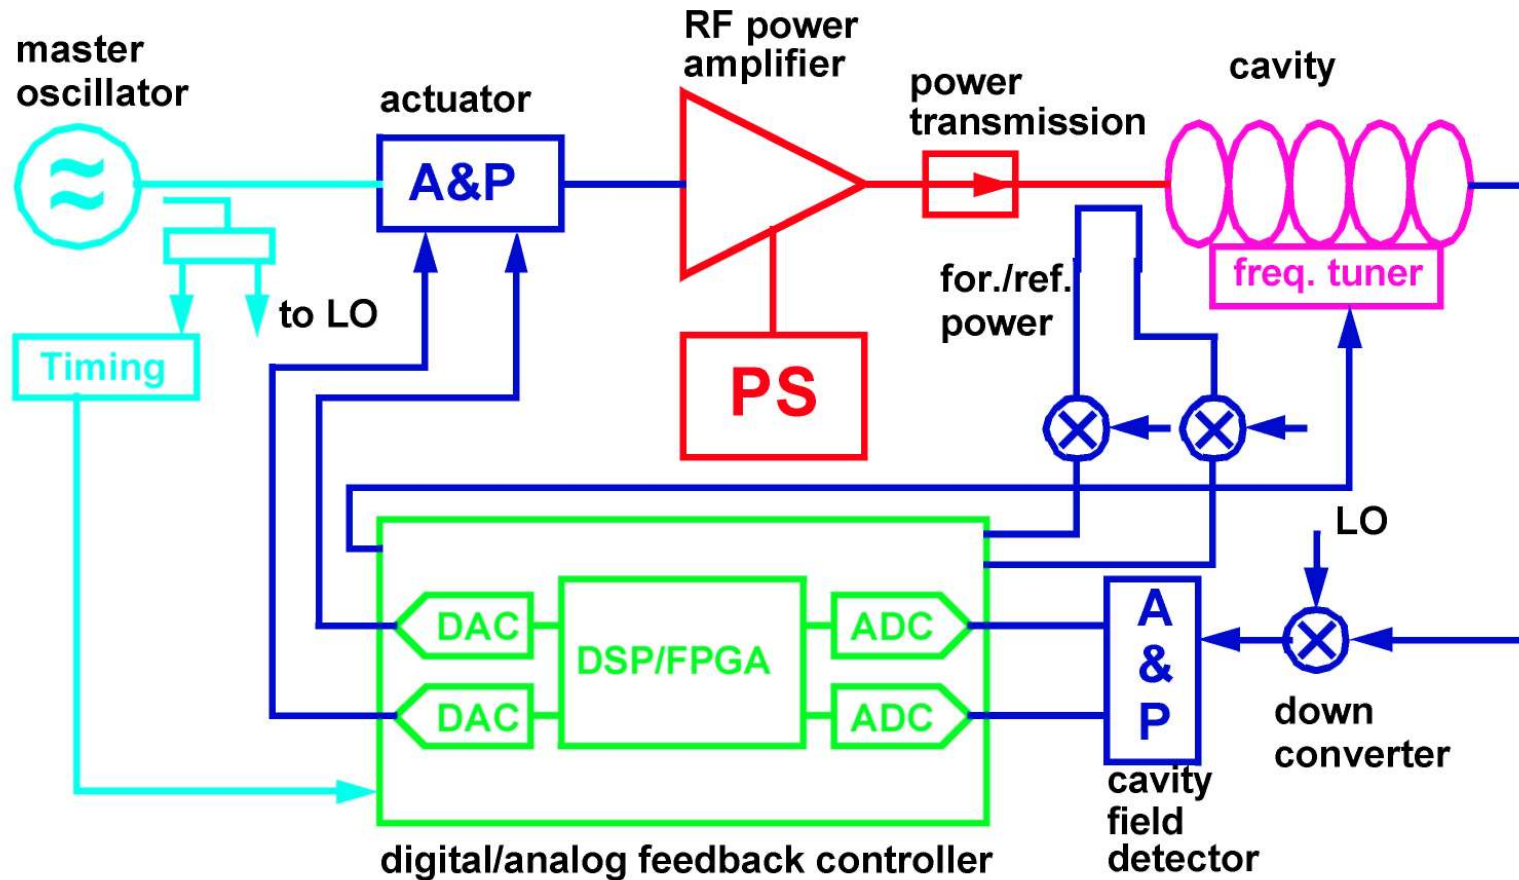 master
oscillator
actuator
RF power
amplifier
power
transmission
cavity
A&P
freq. tuner
to LO
for./ref.
power
Timing
PS
LO
DAC
DSP/FPGA
ADC
DAC
ADC
A
&
P
down
converter
cavity
field
detector
digital/analog feedback controller